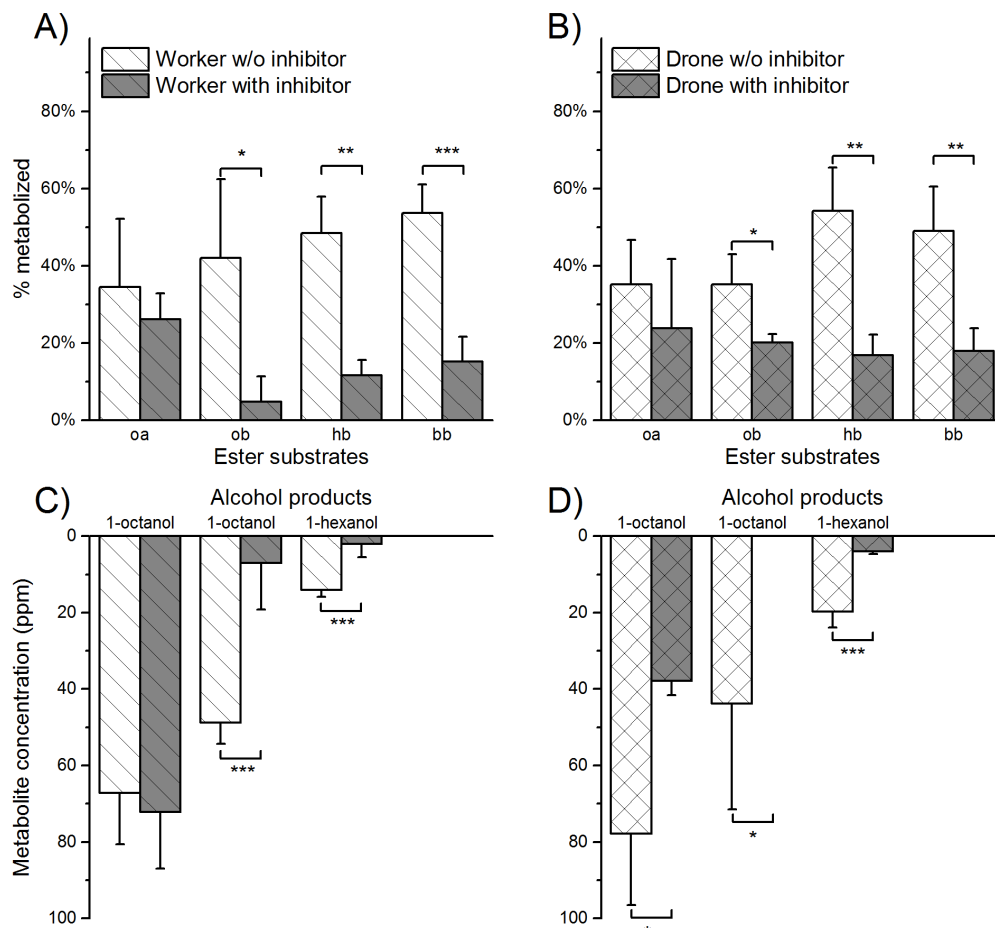 A)
Worker w/o inhibitor
Worker with inhibitor
% metabolized
80%
60%
40%
20%
0%
* ** ***
oa ob hb bb
Ester substrates
B)
Drone w/o inhibitor
Drone with inhibitor
80%
60%
40%
20%
0%
* ** **
oa ob hb bb
Ester substrates
C)
Alcohol products
1-octanol 1-octanol 1-hexanol
Metabolite concentration (ppm)
0
20
40
60
80
100
*** ***
D)
Alcohol products
1-octanol 1-octanol 1-hexanol
0
20
40
60
80
100
* * ***